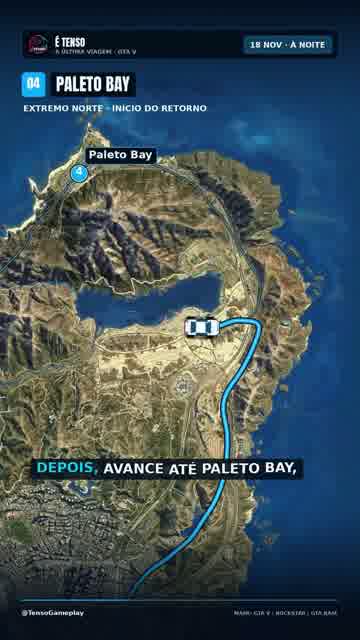 É TENSO
A ÚLTIMA VIAGEM · GTA V
18 NOV · À NOITE
04
PALETO BAY
EXTREMO NORTE · INÍCIO DO RETORNO
Paleto Bay
4
DEPOIS, AVANCE ATÉ PALETO BAY,
@TensoGameplay
MAPA: GTA V · ROCKSTAR / GTA BASE